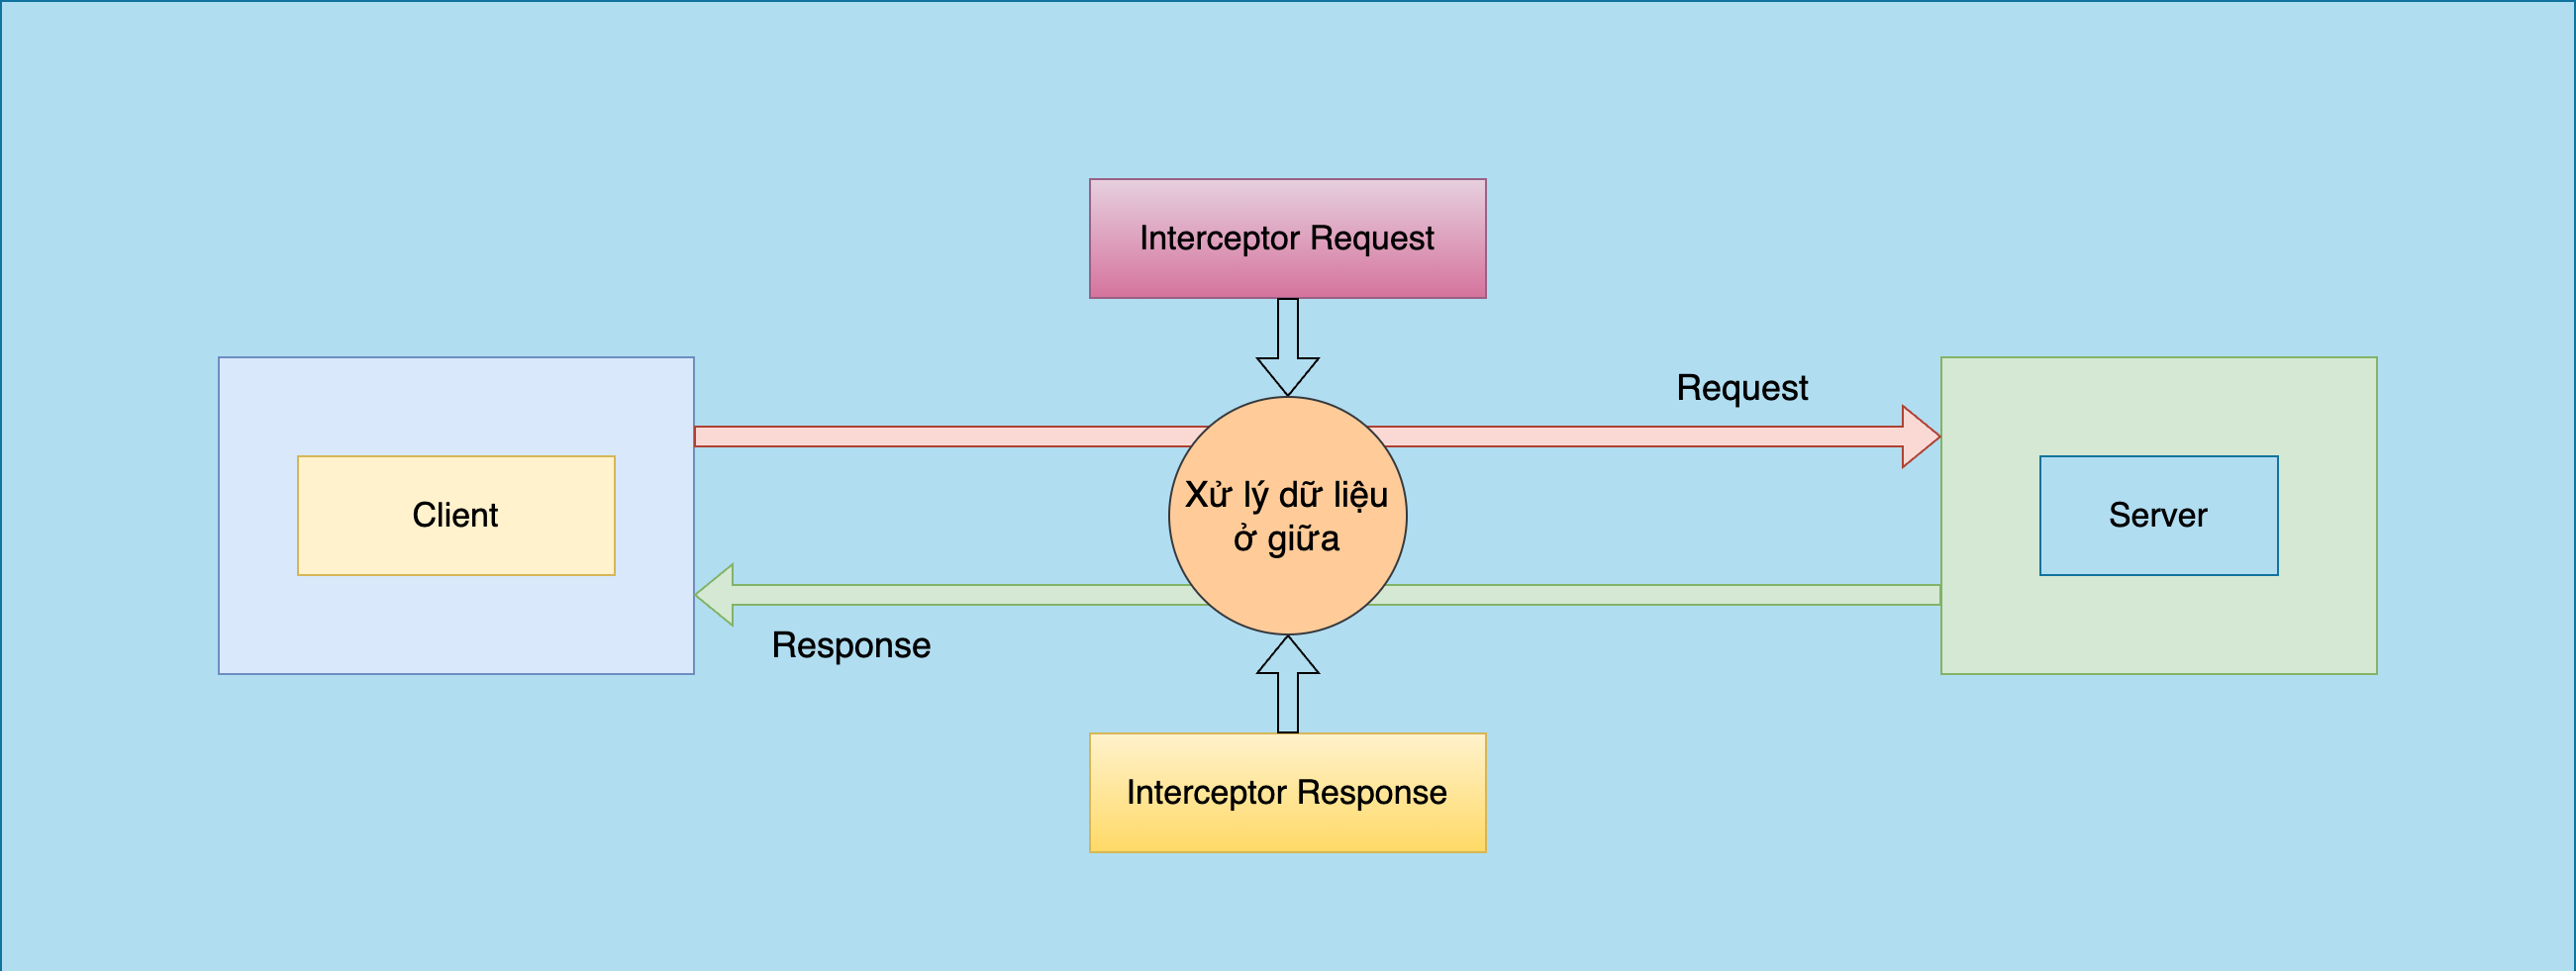 Interceptor Request
Request
Client
Xử lý dữ liệu
ở giữa
Server
Response
Interceptor Response